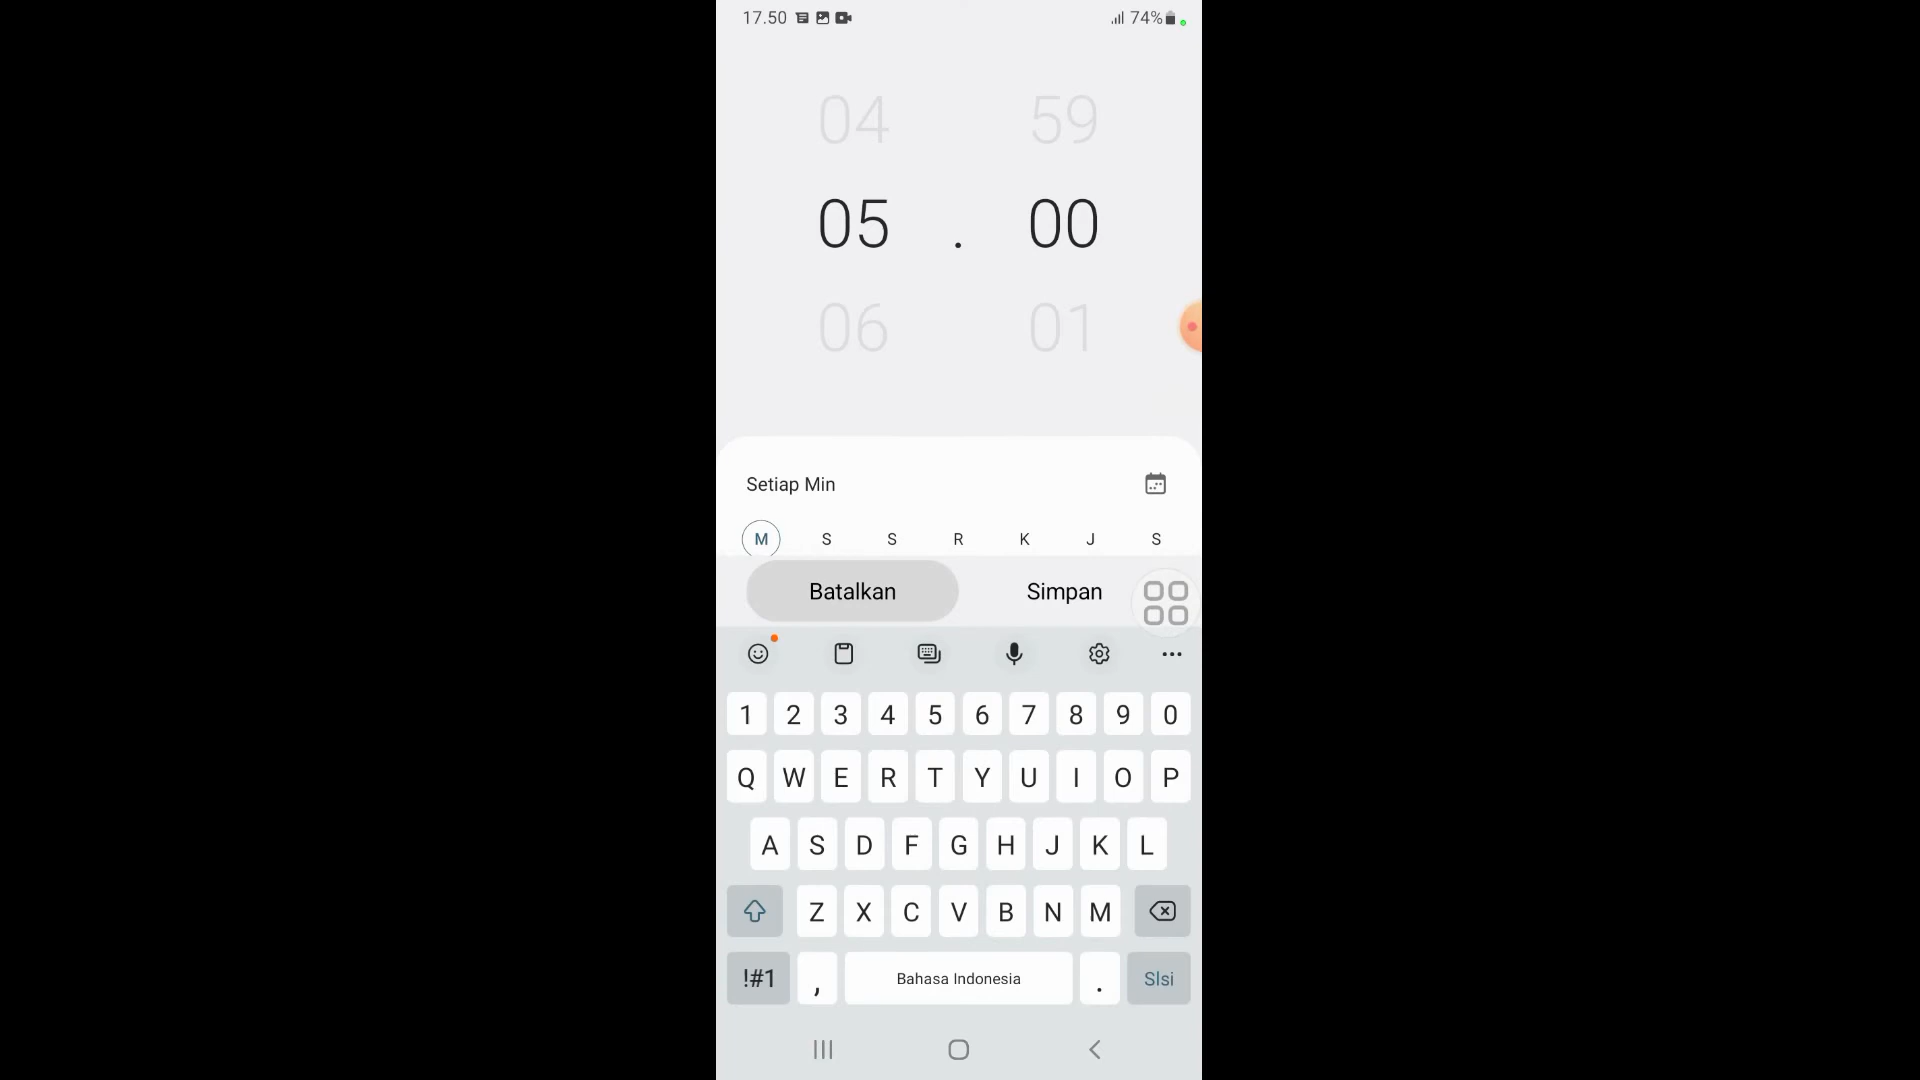 17.50 74%
04 59
05 . 00
06 01
Setiap Min
M S S R K J S
Batalkan Simpan
1 2 3 4 5 6 7 8 9 0
Q W E R T Y U I O P
A S D F G H J K L
Z X C V B N M
!#1 , Bahasa Indonesia . Slsi